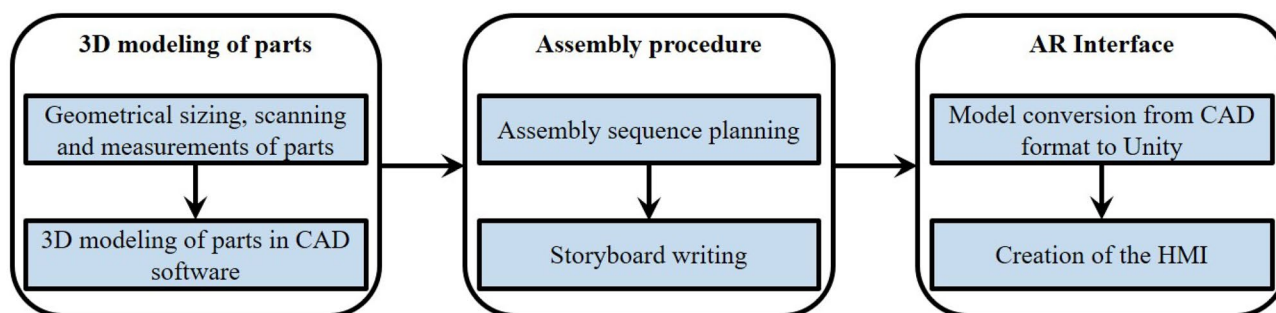 3D modeling of parts
Geometrical sizing, scanning
and measurements of parts
3D modeling of parts in CAD
software
Assembly procedure
Assembly sequence planning
Storyboard writing
AR Interface
Model conversion from CAD
format to Unity
Creation of the HMI